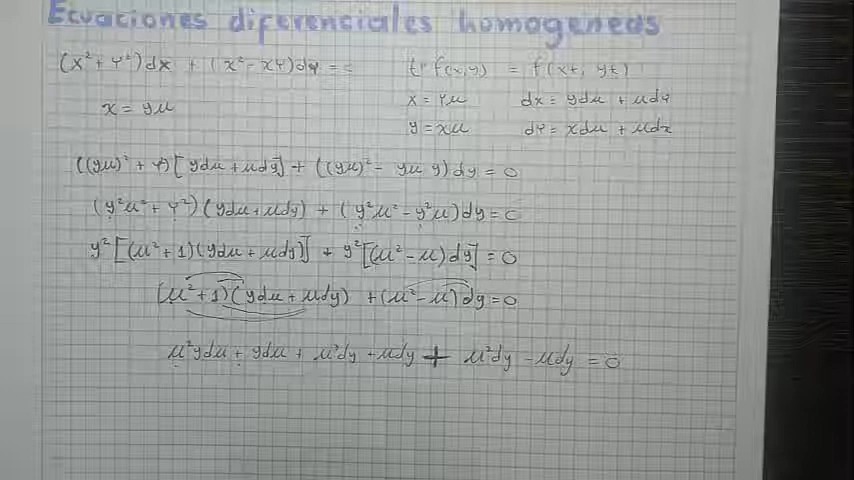 Ecuaciones diferenciales homogeneas
(x² + y²)dx + (x² - xy)dy = 0
tⁿ f(x,y) = f(xt, yt)
x = yu
x = yu dx = ydu + udy
y = xu dy = xdu + udx
((yu)² + y²)[ydu + udy] + ((yu)² - yu y)dy = 0
(y²u² + y²)(ydu + udy) + (y²u² - y²u)dy = 0
y²[(u² + 1)(ydu + udy)] + y²[(u² - u)dy] = 0
(u² + 1)(ydu + udy) + (u² - u)dy = 0
u²ydu + ydu + u³dy + udy + u²dy - udy = 0